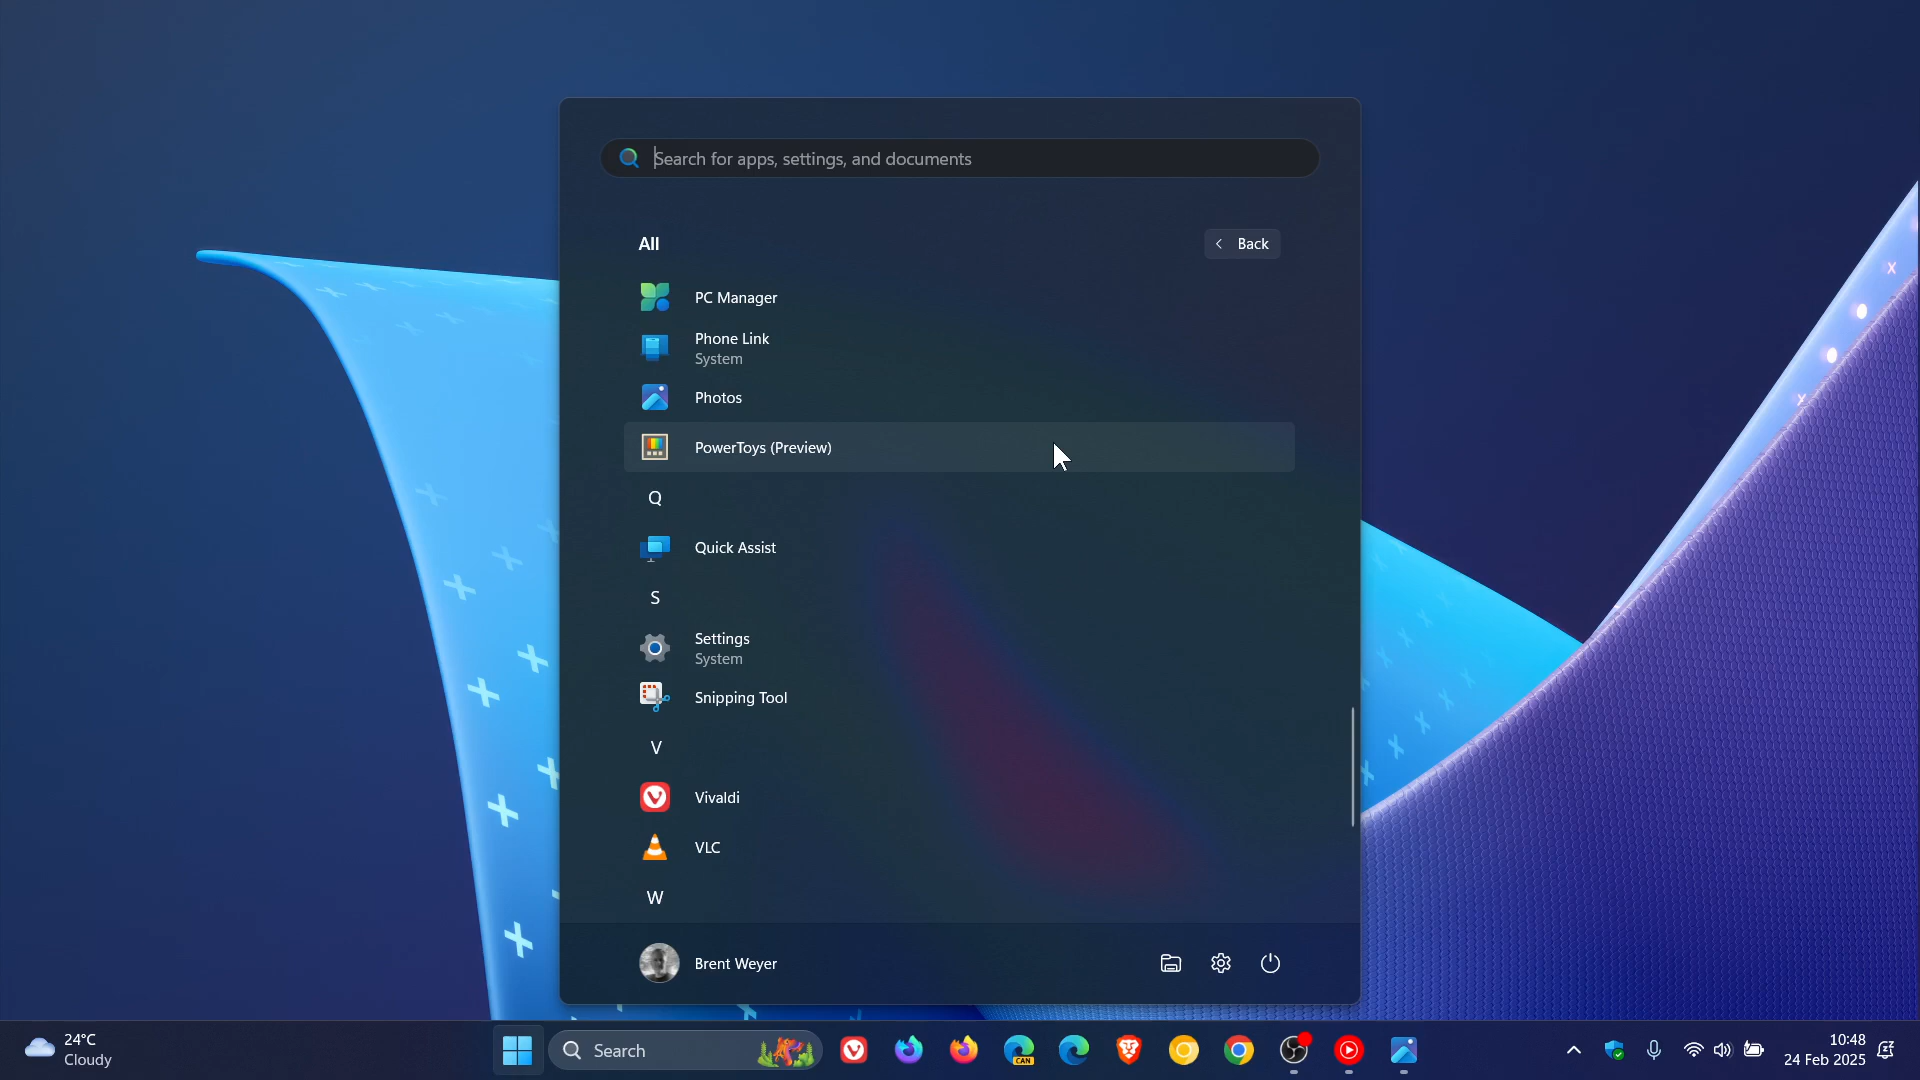 Search for apps, settings, and documents
All
Back
PC Manager
Phone Link
System
Photos
PowerToys (Preview)
Q
Quick Assist
S
Settings
System
Snipping Tool
V
Vivaldi
VLC
W
Brent Weyer
24°C
Cloudy
Search
CAN
10:48
24 Feb 2025